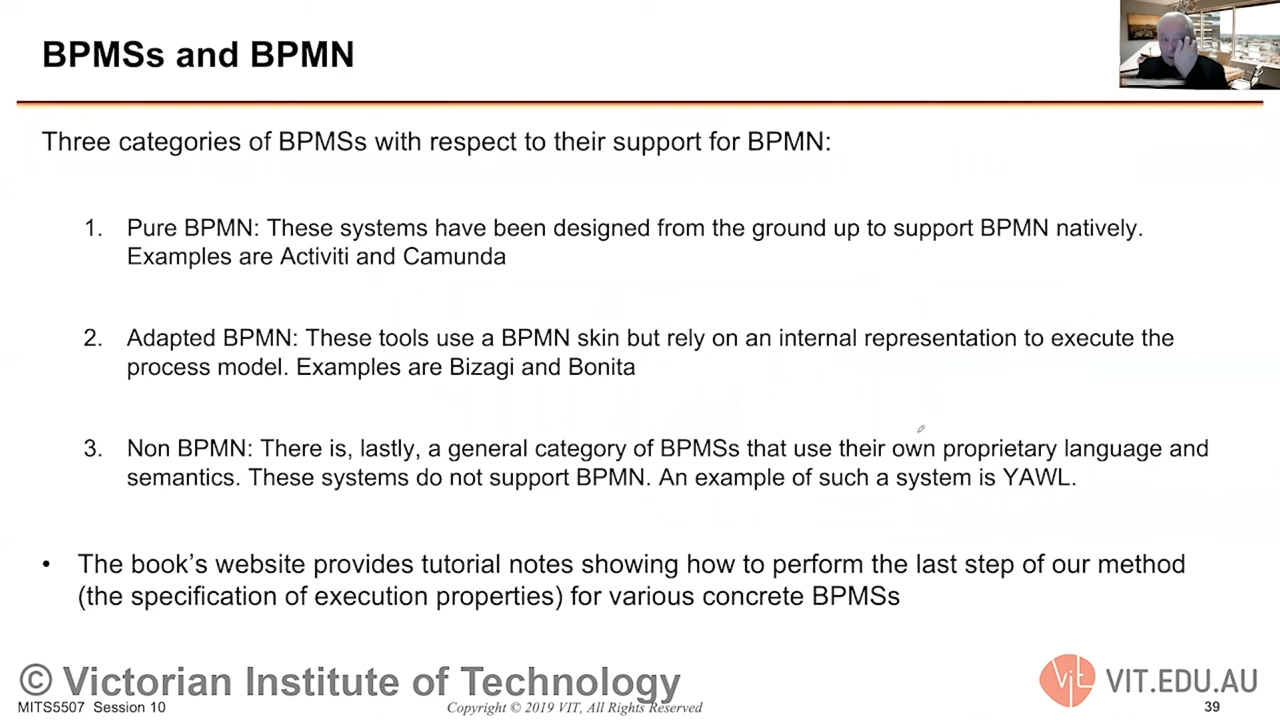 BPMSs and BPMN
Three categories of BPMSs with respect to their support for BPMN:
1. Pure BPMN: These systems have been designed from the ground up to support BPMN natively.
Examples are Activiti and Camunda
2. Adapted BPMN: These tools use a BPMN skin but rely on an internal representation to execute the
process model. Examples are Bizagi and Bonita
3. Non BPMN: There is, lastly, a general category of BPMSs that use their own proprietary language and
semantics. These systems do not support BPMN. An example of such a system is YAWL.
• The book’s website provides tutorial notes showing how to perform the last step of our method
(the specification of execution properties) for various concrete BPMSs
© Victorian Institute of Technology
vit VIT.EDU.AU
MITS5507 Session 10 Copyright © 2019 VIT, All Rights Reserved 39